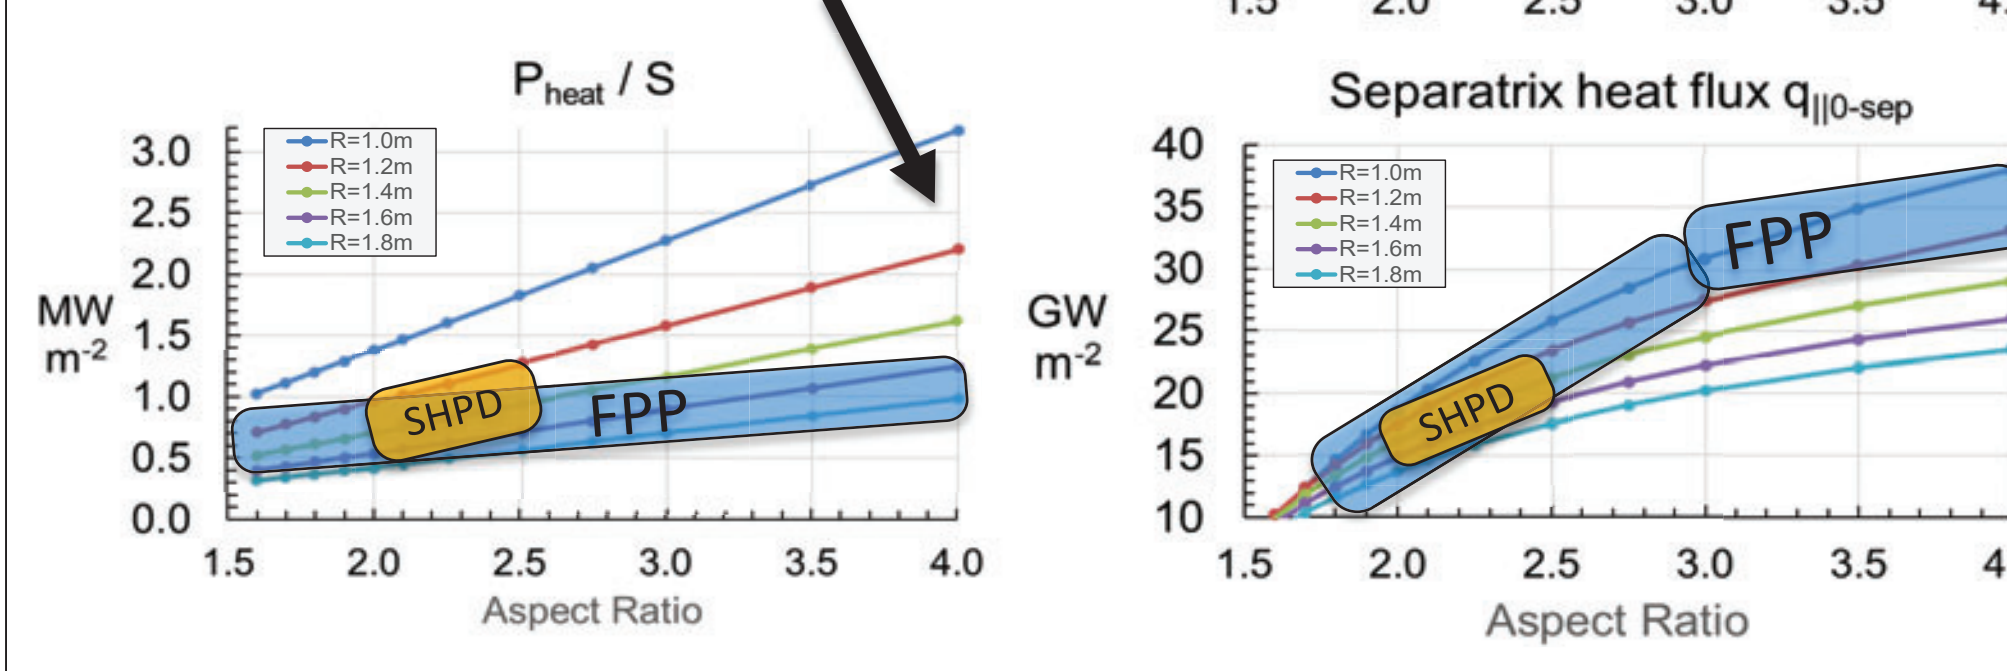 1.5 2.0 2.5 3.0 3.5
P_heat / S
3.0
2.5
2.0
1.5
1.0
0.5
0.0
MW
m-2
R=1.0m
R=1.2m
R=1.4m
R=1.6m
R=1.8m
SHPD
FPP
1.5 2.0 2.5 3.0 3.5 4.0
Aspect Ratio
Separatrix heat flux q||0-sep
40
35
30
25
20
15
10
GW
m-2
R=1.0m
R=1.2m
R=1.4m
R=1.6m
R=1.8m
FPP
SHPD
1.5 2.0 2.5 3.0 3.5 4
Aspect Ratio